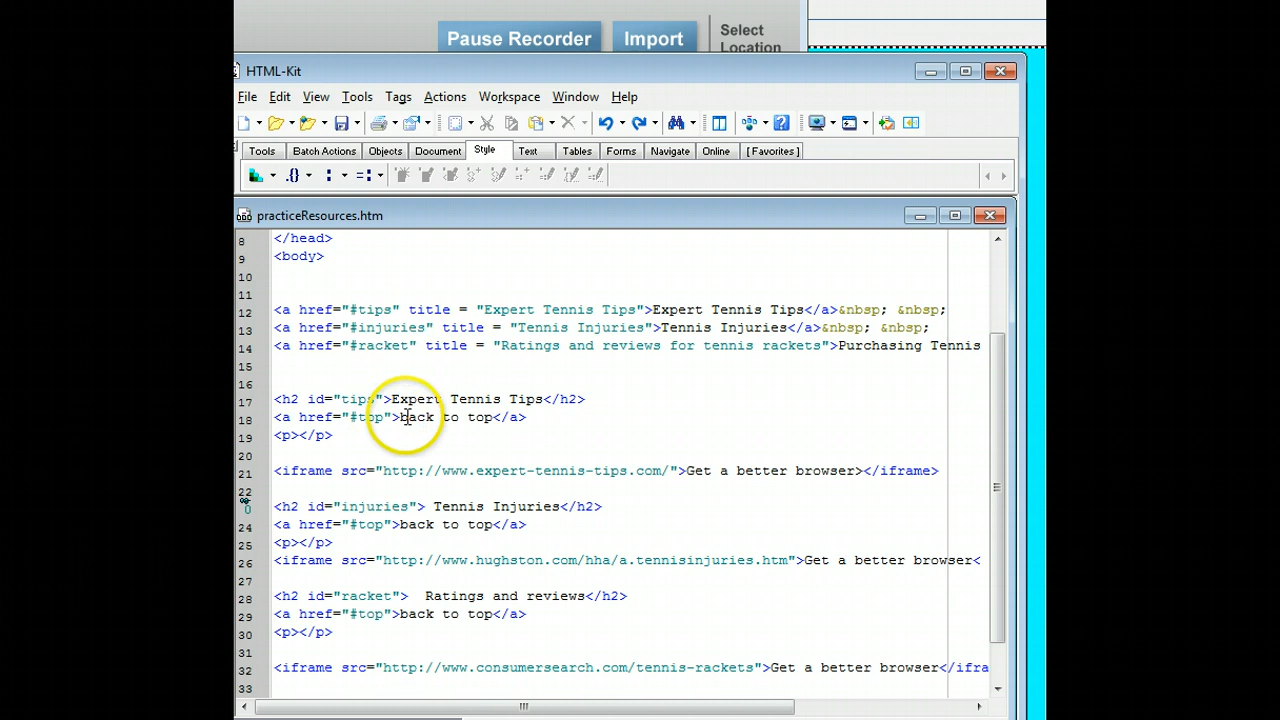 Pause Recorder
Import
Select
Location
HTML-Kit
File Edit View Tools Tags Actions Workspace Window Help
Tools Batch Actions Objects Document Style Text Tables Forms Navigate Online [ Favorites ]
practiceResources.htm
8 </head>
9 <body>
10
11
12 <a href="#tips" title = "Expert Tennis Tips">Expert Tennis Tips</a>&nbsp; &nbsp;
13 <a href="#injuries" title = "Tennis Injuries">Tennis Injuries</a>&nbsp; &nbsp;
14 <a href="#racket" title = "Ratings and reviews for tennis rackets">Purchasing Tennis
15
16
17 <h2 id="tips">Expert Tennis Tips</h2>
18 <a href="#top">back to top</a>
19 <p></p>
20
21 <iframe src="http://www.expert-tennis-tips.com/">Get a better browser></iframe>
22
<h2 id="injuries"> Tennis Injuries</h2>
24 <a href="#top">back to top</a>
25 <p></p>
26 <iframe src="http://www.hughston.com/hha/a.tennisinjuries.htm">Get a better browser<
27
28 <h2 id="racket">  Ratings and reviews</h2>
29 <a href="#top">back to top</a>
30 <p></p>
31
32 <iframe src="http://www.consumersearch.com/tennis-rackets">Get a better browser</ifra
33